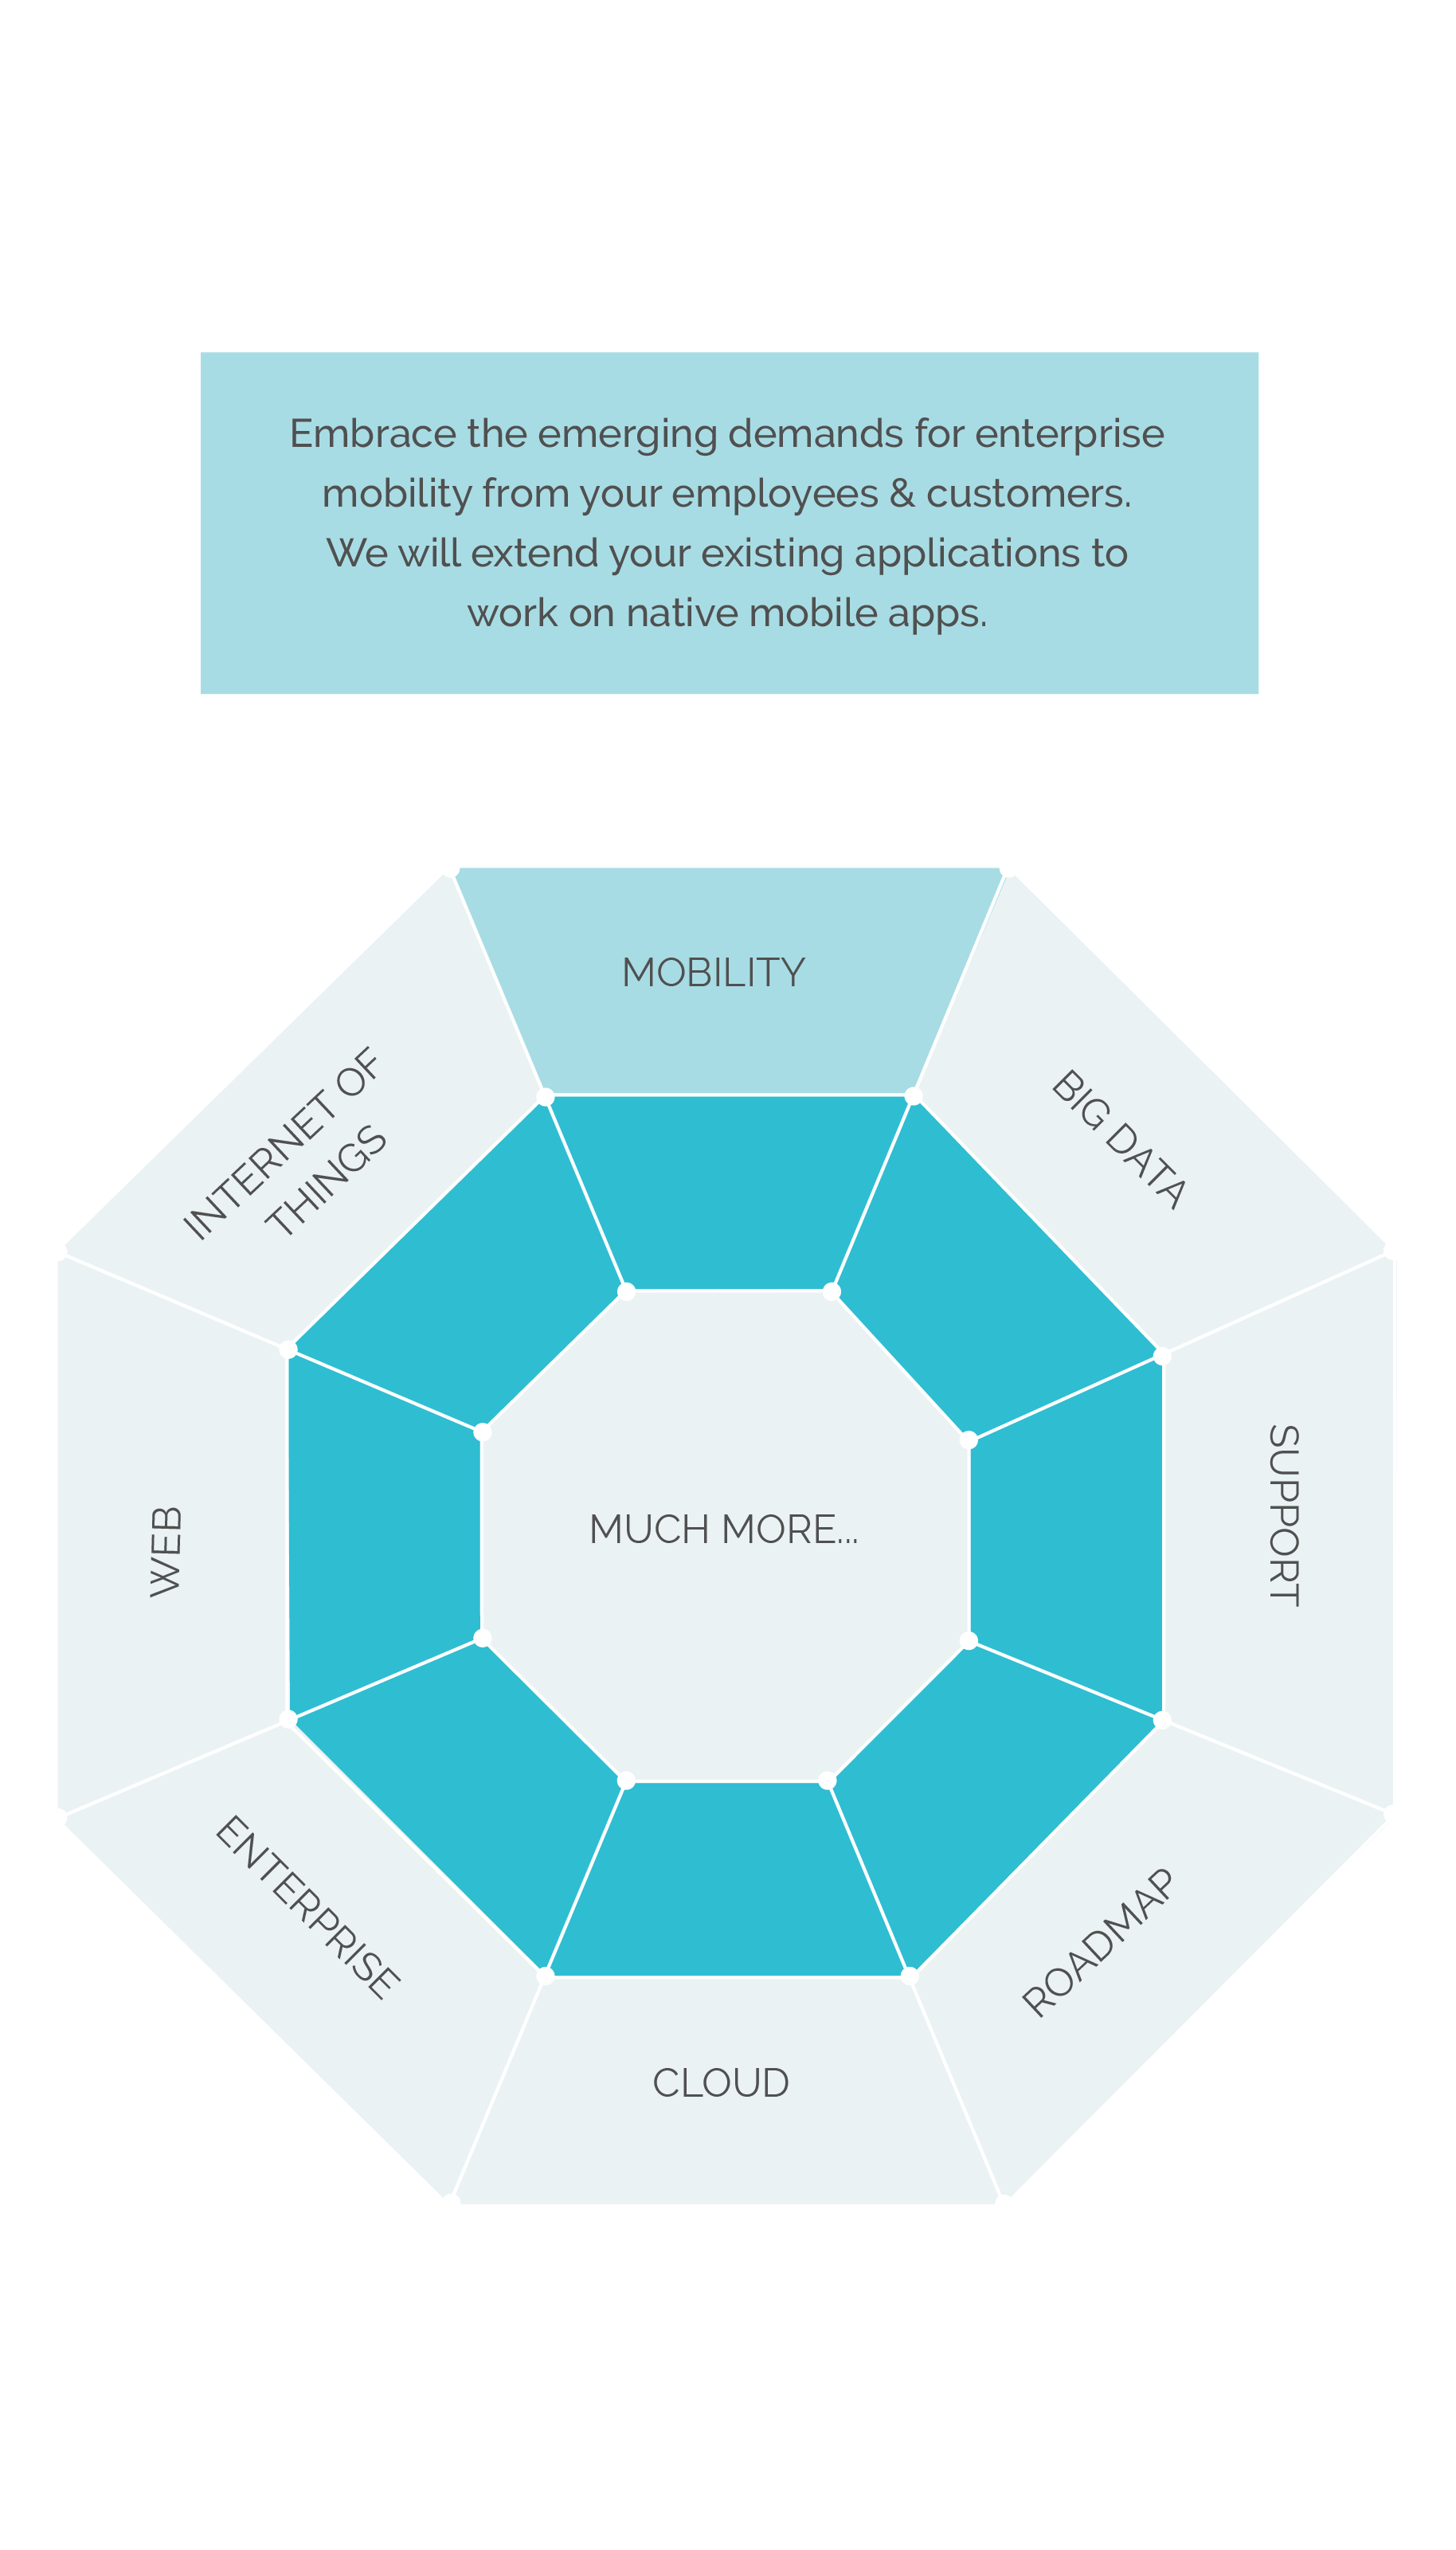 Embrace the emerging demands for enterprise
mobility from your employees & customers.
We will extend your existing applications to
work on native mobile apps.
MOBILITY
INTERNET OF
THINGS
BIG DATA
WEB
MUCH MORE...
SUPPORT
ENTERPRISE
ROADMAP
CLOUD